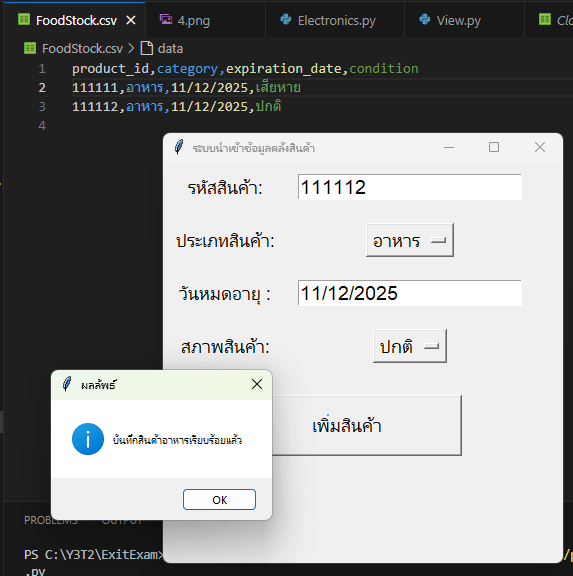 FoodStock.csv
4.png
Electronics.py
View.py
FoodStock.csv > data
1 product_id,category,expiration_date,condition
2 111111,อาหาร,11/12/2025,เสียหาย
3 111112,อาหาร,11/12/2025,ปกติ
4
ระบบนำเข้าข้อมูลคลังสินค้า
รหัสสินค้า: 111112
ประเภทสินค้า: อาหาร
วันหมดอายุ : 11/12/2025
สภาพสินค้า: ปกติ
เพิ่มสินค้า
ผลลัพธ์
บันทึกสินค้าอาหารเรียบร้อยแล้ว
OK
PROBLEMS OUTPUT
PS C:\Y3T2\ExitExam>
.py